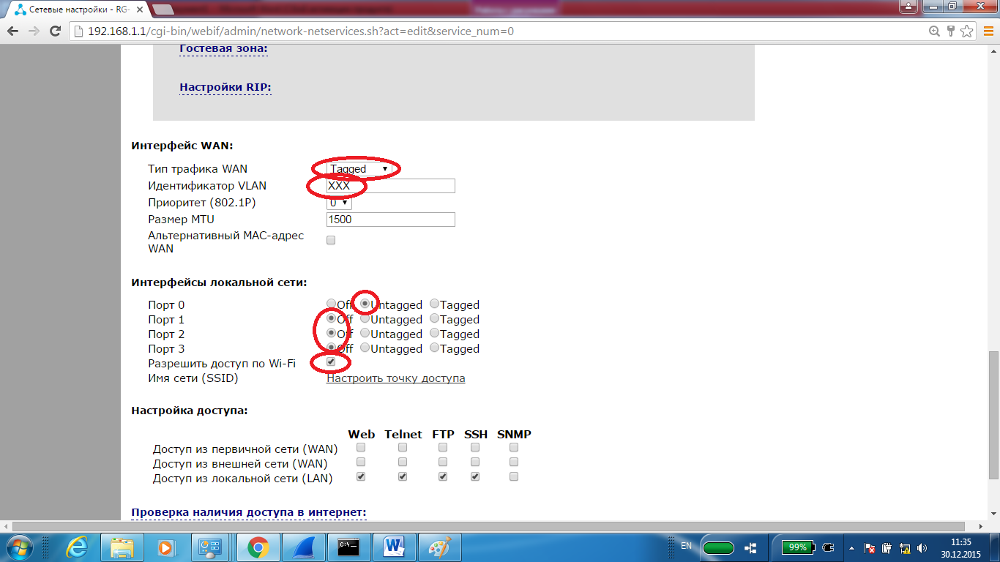 Сетевые настройки - RG-
192.168.1.1/cgi-bin/webif/admin/network-netservices.sh?act=edit&service_num=0
Гостевая зона:
Настройки RIP:
Интерфейс WAN:
Тип трафика WAN Tagged
Идентификатор VLAN XXX
Приоритет (802.1P) 0
Размер MTU 1500
Альтернативный MAC-адрес
WAN
Интерфейсы локальной сети:
Порт 0 Off Untagged Tagged
Порт 1 Off Untagged Tagged
Порт 2 Off Untagged Tagged
Порт 3 Off Untagged Tagged
Разрешить доступ по Wi-Fi
Имя сети (SSID) Настроить точку доступа
Настройка доступа:
Web Telnet FTP SSH SNMP
Доступ из первичной сети (WAN)
Доступ из внешней сети (WAN)
Доступ из локальной сети (LAN)
Проверка наличия доступа в интернет:
EN 99% 11:35
30.12.2015